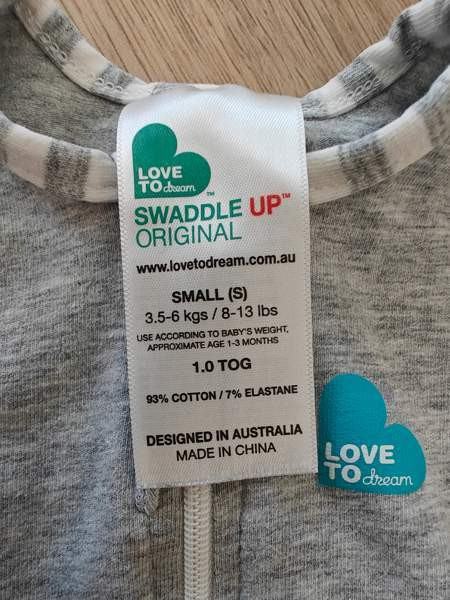 LOVE
TO dream ™
SWADDLE UP™
ORIGINAL
www.lovetodream.com.au
SMALL (S)
3.5-6 kgs / 8-13 lbs
USE ACCORDING TO BABY'S WEIGHT,
APPROXIMATE AGE 1-3 MONTHS
1.0 TOG
93% COTTON / 7% ELASTANE
DESIGNED IN AUSTRALIA
MADE IN CHINA
LOVE
TO dream